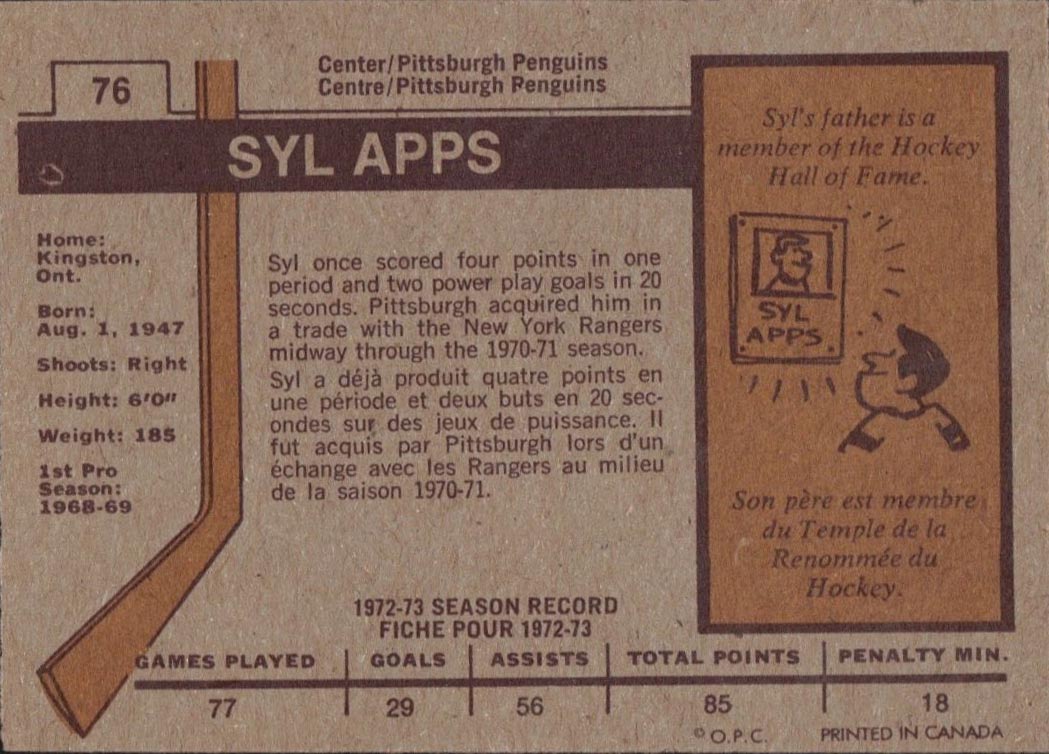 76
Center/Pittsburgh Penguins
Centre/Pittsburgh Penguins
SYL APPS
Home:
Kingston,
Ont.
Born:
Aug. 1, 1947
Shoots: Right
Height: 6'0"
Weight: 185
1st Pro
Season:
1968-69
Syl once scored four points in one
period and two power play goals in 20
seconds. Pittsburgh acquired him in
a trade with the New York Rangers
midway through the 1970-71 season.
Syl a déjà produit quatre points en
une période et deux buts en 20 sec-
ondes sur des jeux de puissance. Il
fut acquis par Pittsburgh lors d'un
échange avec les Rangers au milieu
de la saison 1970-71.
Syl's father is a
member of the Hockey
Hall of Fame.
SYL
APPS
Son père est membre
du Temple de la
Renommée du
Hockey.
1972-73 SEASON RECORD
FICHE POUR 1972-73
GAMES PLAYED GOALS ASSISTS TOTAL POINTS PENALTY MIN.
77 29 56 85 18
© O.P.C. PRINTED IN CANADA